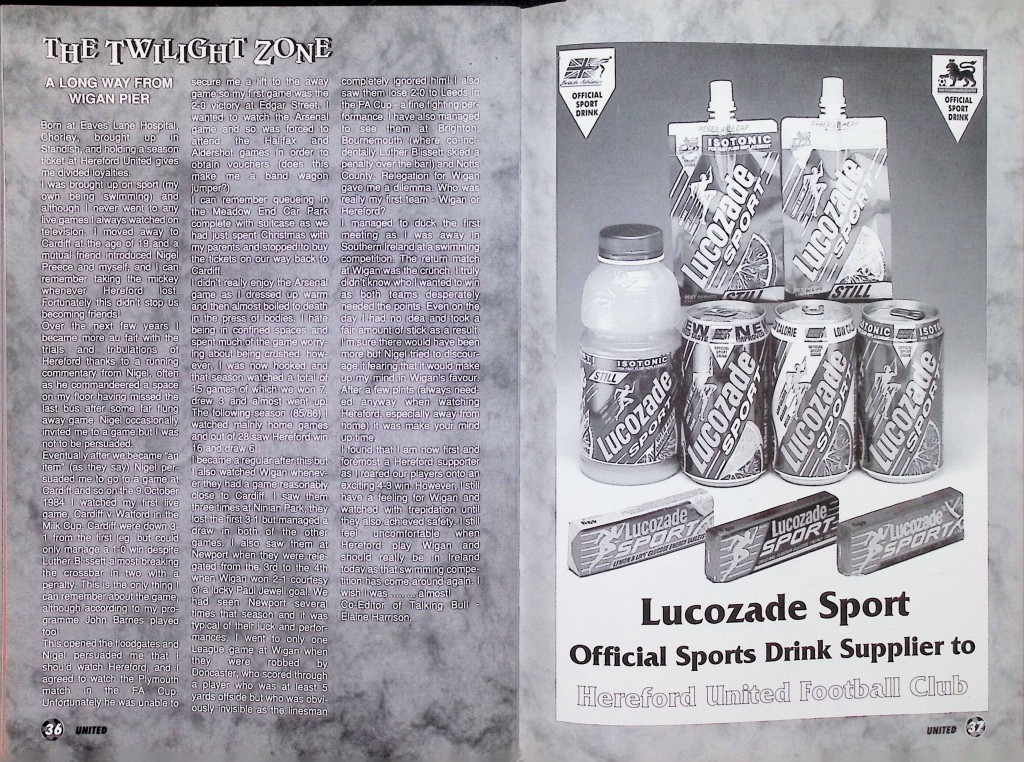 THE TWILIGHT ZONE
A LONG WAY FROM
WIGAN PIER
Born at Eaves Lane Hospital,
Chorley, brought up in
Standish, and holding a season
ticket at Hereford United gives
me divided loyalties.
I was brought up on sport (my
own being swimming) and
although I never went to any
live games I always watched on
television. I moved away to
Cardiff at the age of 19 and a
mutual friend introduced Nigel
Preece and myself, and I can
remember taking the mickey
whenever Hereford lost.
Fortunately this didn't stop us
becoming friends!
Over the next few years I
became more au fait with the
trials and tribulations of
Hereford thanks to a running
commentary from Nigel, often
as he commandeered a space
on my floor having missed the
last bus after some far flung
away game. Nigel occasionally
invited me to a game but I was
not to be persuaded.
Eventually after we became "an
item" (as they say) Nigel per-
suaded me to go to a game at
Cardiff and so on the 9 October
1984 I watched my first live
game, Cardiff v Watford in the
Milk Cup. Cardiff were down 3-
1 from the first leg, but could
only manage a 1-0 win despite
Luther Blissett almost breaking
the crossbar in two with a
penalty. This is the only thing I
can remember about the game,
although according to my pro-
gramme John Barnes played
too!
This opened the floodgates and
Nigel persuaded me that I
should watch Hereford, and I
agreed to watch the Plymouth
match in the FA Cup.
Unfortunately he was unable to
secure me a lift to the away
game so my first game was the
2-0 victory at Edgar Street. I
wanted to watch the Arsenal
game and so was forced to
attend the Halifax and
Aldershot games in order to
obtain vouchers (does this
make me a band wagon
jumper?)
I can remember queueing in
the Meadow End Car Park
complete with suitcase as we
had just spent Christmas with
my parents and stopped to buy
the tickets on our way back to
Cardiff.
I didn't really enjoy the Arsenal
game as I dressed up warm
and then almost boiled to death
in the press of bodies. I hate
being in confined spaces and
spent much of the game worry-
ing about being crushed, how-
ever, I was now hooked and
that season watched a total of
15 games of which we won 7,
drew 3 and almost went up.
The following season (85/86) I
watched mainly home games
and out of 28 saw Hereford win
16 and draw 6!
I became a regular after this but
I also watched Wigan whenev-
er they had a game reasonably
close to Cardiff. I saw them
three times at Ninian Park, they
lost the first 3-1 but managed a
draw in both of the other
games. I also saw them at
Newport when they were rele-
gated from the 3rd to the 4th
when Wigan won 2-1 courtesy
of a lucky Paul Jewel goal. We
had seen Newport several
times that season and it was
typical of their luck and perfor-
mances. I went to only one
League game at Wigan when
they were robbed by
Doncaster, who scored through
a player who was at least 5
yards offside but who was obvi-
ously invisible as the linesman
completely ignored him! I also
saw them lose 2-0 to Leeds in
the FA Cup - a fine fighting per-
formance. I have also managed
to see them at Brighton,
Bournemouth (where co-inci-
dentally Luther Bissett skied a
penalty over the bar!) and Notts
County. Relegation for Wigan
gave me a dilemma. Who was
really my first team - Wigan or
Hereford?
I managed to duck the first
meeting as I was away in
Southern Ireland at a swimming
competition. The return match
at Wigan was the crunch. I truly
didn't know who I wanted to win
as both teams desperately
needed the points. Even on the
day I had no idea and took a
fair amount of stick as a result.
I'm sure there would have been
more but Nigel tried to discour-
age it fearing that it would make
up my mind in Wigan's favour.
After a few pints (always need-
ed anyway when watching
Hereford, especially away from
home) it was make your mind
up time.
I found that I am now first and
foremost a Hereford supporter
as I roared our players onto an
exciting 4-3 win. However, I still
have a feeling for Wigan and
watched with trepidation until
they also achieved safety. I still
feel uncomfortable when
Hereford play Wigan and
should really be in Ireland
today as that swimming compe-
tition has come around again. I
wish I was ........ almost!
Co-Editor of Talking Bull -
Elaine Harrison.
36 UNITED
OFFICIAL
SPORT
DRINK
OFFICIAL
SPORT
DRINK
ISOTONIC
Lucozade
SPORT
STILL
Lucozade
SPORT
STILL
ISOTONIC
STILL
Lucozade
SPORT
NEW NEW
Lucozade
SPORT
Lucozade
SPORT
ISOTONIC
Lucozade
SPORT
Lucozade
SPORT
Lucozade
SPORT
Lucozade
SPORT
Lucozade Sport
Official Sports Drink Supplier to
Hereford United Football Club
UNITED 37